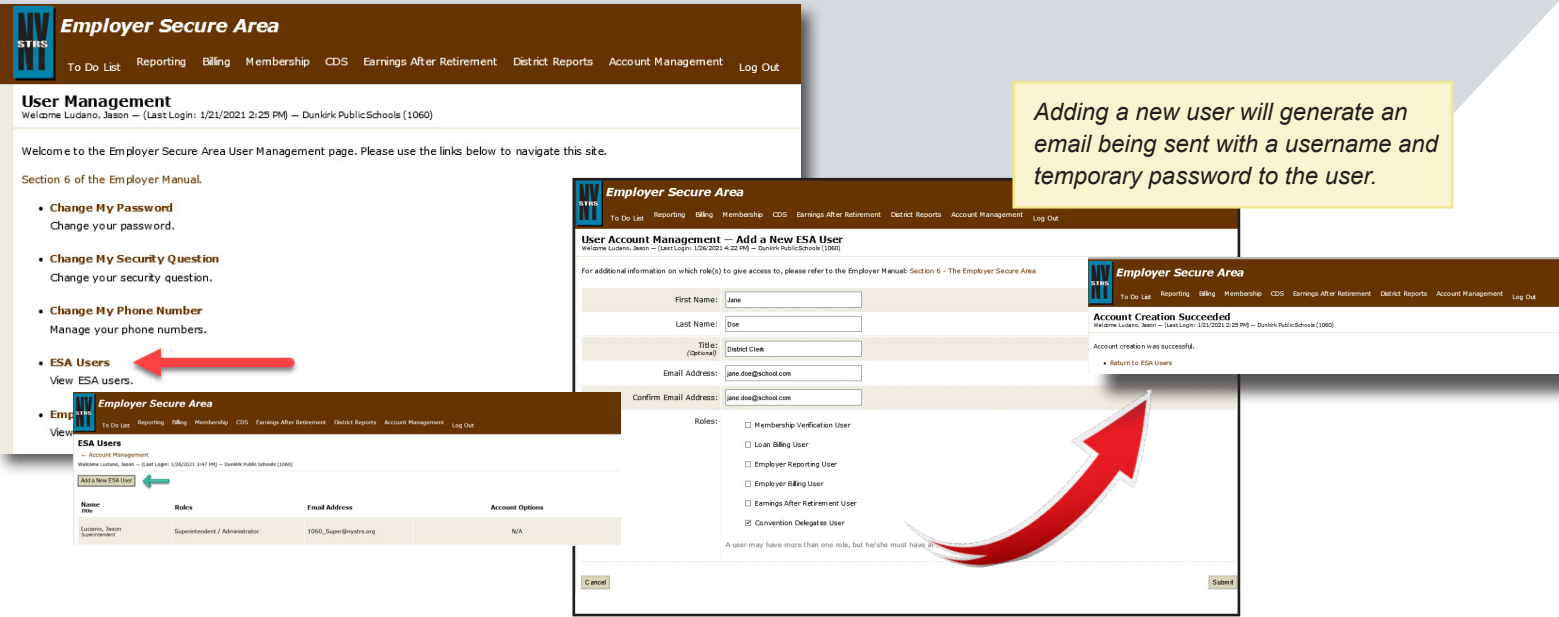 NY
STRS
Employer Secure Area
To Do List Reporting Billing Membership CDS Earnings After Retirement District Reports Account Management Log Out
User Management
Welcome Luciano, Jason — (Last Login: 1/21/2021 2:25 PM) — Dunkirk Public Schools (1060)
Welcome to the Employer Secure Area User Management page. Please use the links below to navigate this site.
Section 6 of the Employer Manual.
• Change My Password
Change your password.
• Change My Security Question
Change your security question.
• Change My Phone Number
Manage your phone numbers.
• ESA Users
View ESA users.
• Emp
View
STRS
Employer Secure Area
To Do List Reporting Billing Membership CDS Earnings After Retirement District Reports Account Management Log Out
ESA Users
← Account Management
Welcome Luciano, Jason — (Last Login: 1/26/2021 3:47 PM) — Dunkirk Public Schools (1060)
Add a New ESA User
Name Roles Email Address Account Options
Title
Luciano, Jason Superintendent / Administrator 1060_Super@nystrs.org N/A
Superintendent
NY
STRS
Employer Secure Area
To Do List Reporting Billing Membership CDS Earnings After Retirement District Reports Account Management Log Out
User Account Management — Add a New ESA User
Welcome Luciano, Jason — (Last Login: 1/26/2021 4:22 PM) — Dunkirk Public Schools (1060)
For additional information on which role(s) to give access to, please refer to the Employer Manual: Section 6 - The Employer Secure Area
First Name: Jane
Last Name: Doe
Title: District Clerk
(Optional)
Email Address: jane.doe@school.com
Confirm Email Address: jane.doe@school.com
Roles: ☐ Membership Verification User
☐ Loan Billing User
☐ Employer Reporting User
☐ Employer Billing User
☐ Earnings After Retirement User
☑ Convention Delegates User
A user may have more than one role, but he/she must have at
Cancel Submit
Adding a new user will generate an
email being sent with a username and
temporary password to the user.
NY
STRS
Employer Secure Area
To Do List Reporting Billing Membership CDS Earnings After Retirement District Reports Account Management Log Out
Account Creation Succeeded
Welcome Luciano, Jason — (Last Login: 1/21/2021 2:25 PM) — Dunkirk Public Schools (1060)
Account creation was successful.
• Return to ESA Users